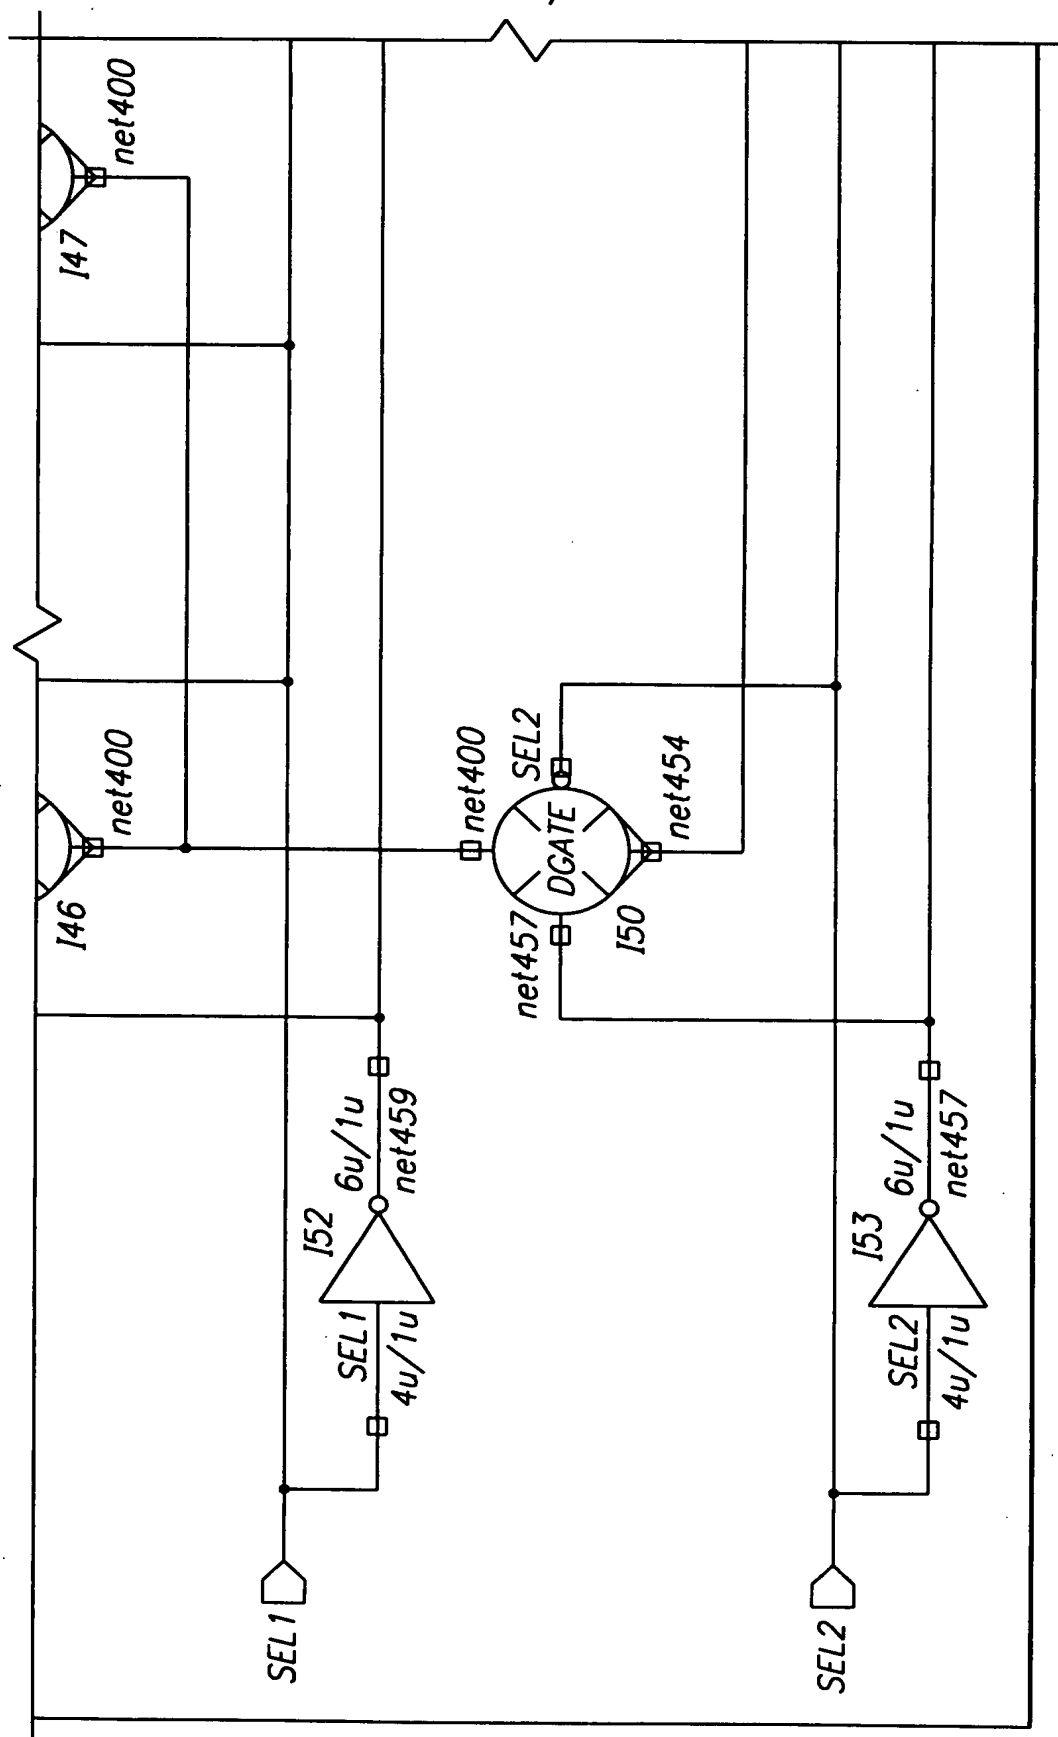 net400
I47
net400
I46
net400
SEL2
DGATE
net457
I50
net454
I52
6u/1u
net459
SEL1
4u/1u
I53
6u/1u
net457
SEL2
4u/1u
SEL1
SEL2